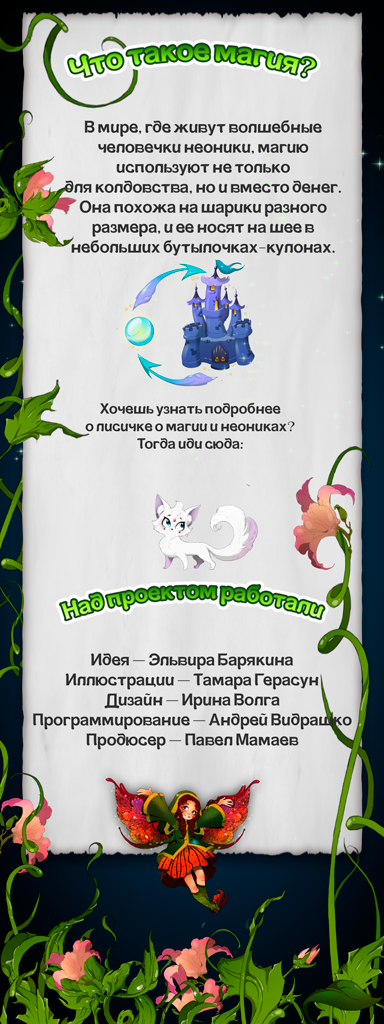 Что такое магия?
В мире, где живут волшебные
человечки неоники, магию
используют не только
для колдовства, но и вместо денег.
Она похожа на шарики разного
размера, и ее носят на шее в
небольших бутылочках-кулонах.
Хочешь узнать подробнее
о лисичке о магии и неониках?
Тогда иди сюда:
Над проектом работали
Идея — Эльвира Барякина
Иллюстрации — Тамара Герасун
Дизайн — Ирина Волга
Программирование — Андрей Видрашко
Продюсер — Павел Мамаев